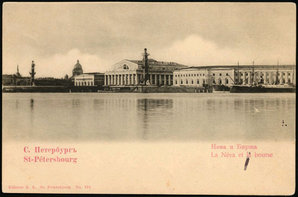 С. Петербургъ
St-Pétersbourg
Нева и Биржа
La Néva et la bourse